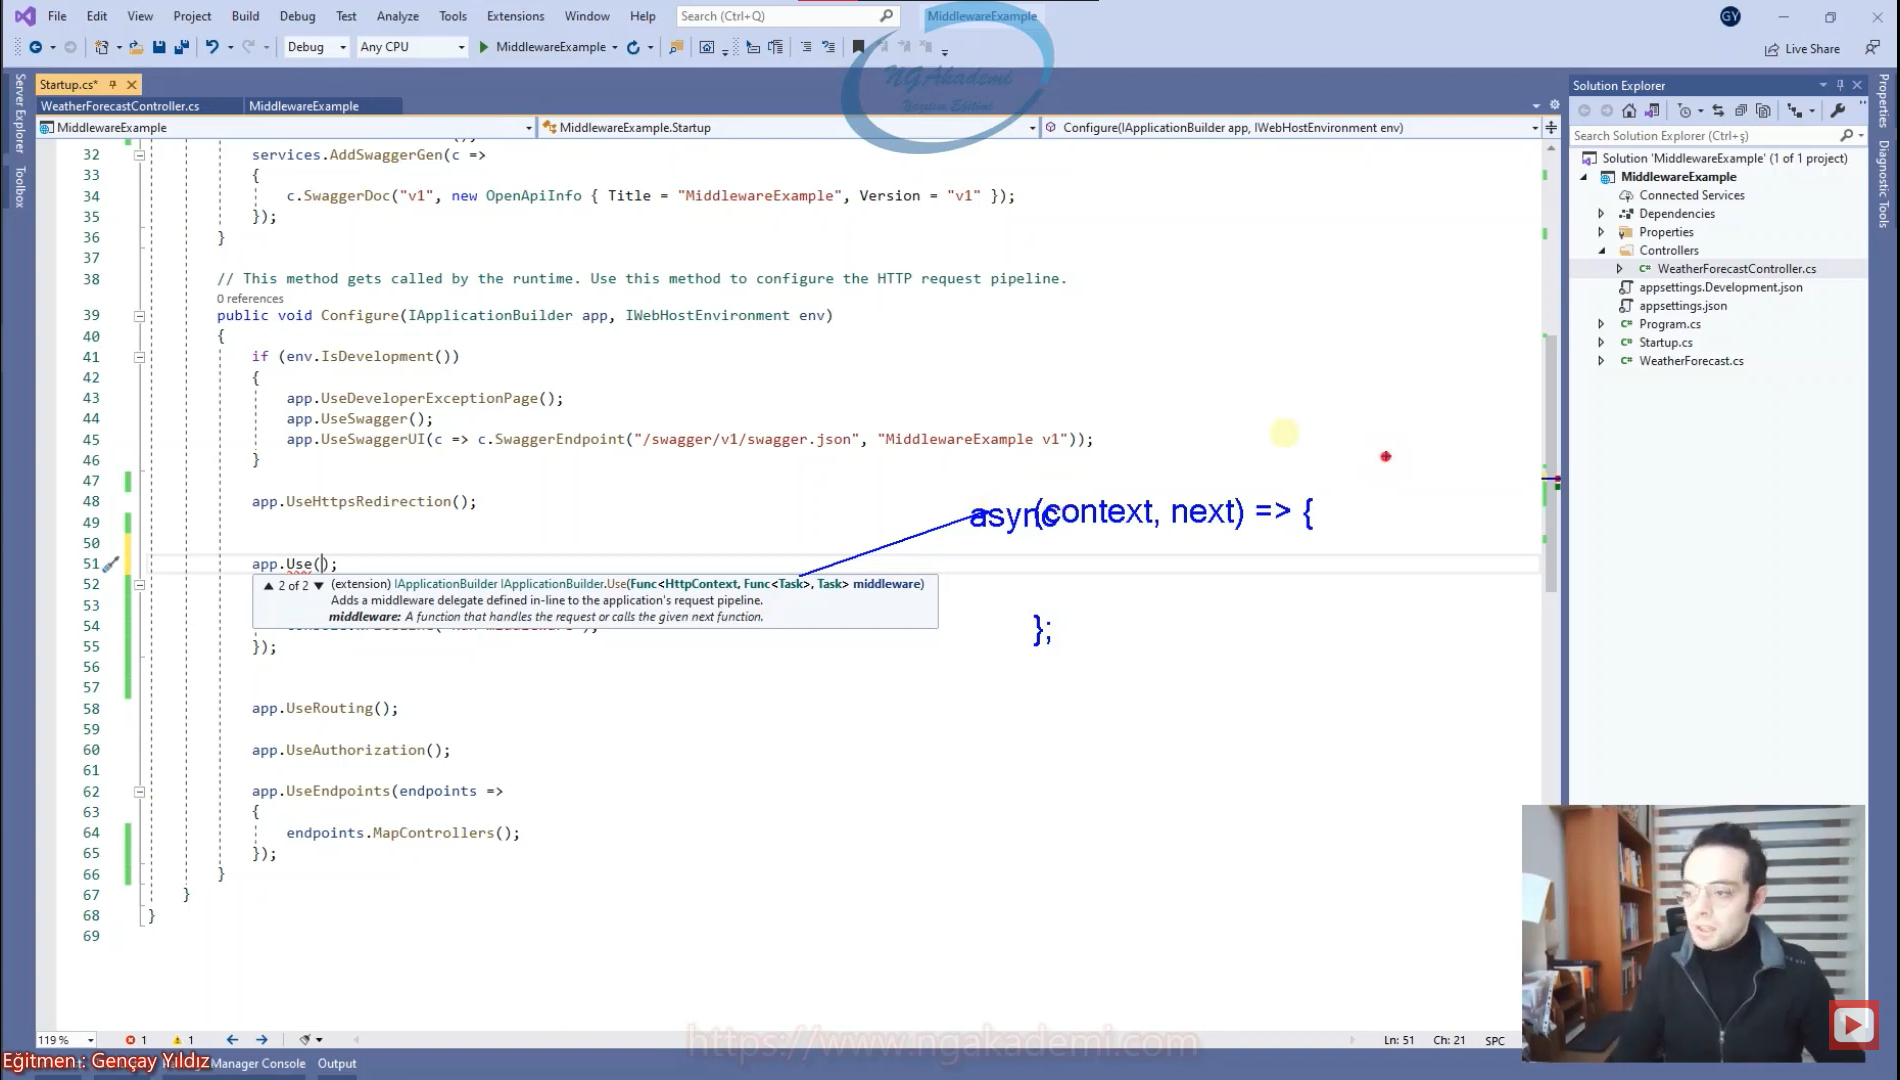 File Edit View Project Build Debug Test Analyze Tools Extensions Window Help Search (Ctrl+Q) MiddlewareExample GY
Debug Any CPU MiddlewareExample Live Share
NGAkademi
Yazılım Eğitimi
Server Explorer
Toolbox
Startup.cs*
WeatherForecastController.cs MiddlewareExample
MiddlewareExample MiddlewareExample.Startup Configure(IApplicationBuilder app, IWebHostEnvironment env)
32 services.AddSwaggerGen(c =>
33 {
34 c.SwaggerDoc("v1", new OpenApiInfo { Title = "MiddlewareExample", Version = "v1" });
35 });
36 }
37
38 // This method gets called by the runtime. Use this method to configure the HTTP request pipeline.
0 references
39 public void Configure(IApplicationBuilder app, IWebHostEnvironment env)
40 {
41 if (env.IsDevelopment())
42 {
43 app.UseDeveloperExceptionPage();
44 app.UseSwagger();
45 app.UseSwaggerUI(c => c.SwaggerEndpoint("/swagger/v1/swagger.json", "MiddlewareExample v1"));
46 }
47
48 app.UseHttpsRedirection();
49
async (context, next) => {
50
51 app.Use();
52
2 of 2 (extension) IApplicationBuilder IApplicationBuilder.Use(Func<HttpContext, Func<Task>, Task> middleware)
53
Adds a middleware delegate defined in-line to the application's request pipeline.
middleware: A function that handles the request or calls the given next function.
54
};
55 });
56
57
58 app.UseRouting();
59
60 app.UseAuthorization();
61
62 app.UseEndpoints(endpoints =>
63 {
64 endpoints.MapControllers();
65 });
66 }
67 }
68 }
69
119 % 1 1 Ln: 51 Ch: 21 SPC
https://www.ngakademi.com
Eğitmen : Gençay Yıldız
Manager Console Output
Solution Explorer
Search Solution Explorer (Ctrl+ş)
Solution 'MiddlewareExample' (1 of 1 project)
MiddlewareExample
Connected Services
Dependencies
Properties
Controllers
WeatherForecastController.cs
appsettings.Development.json
appsettings.json
Program.cs
Startup.cs
WeatherForecast.cs
Properties
Diagnostic Tools